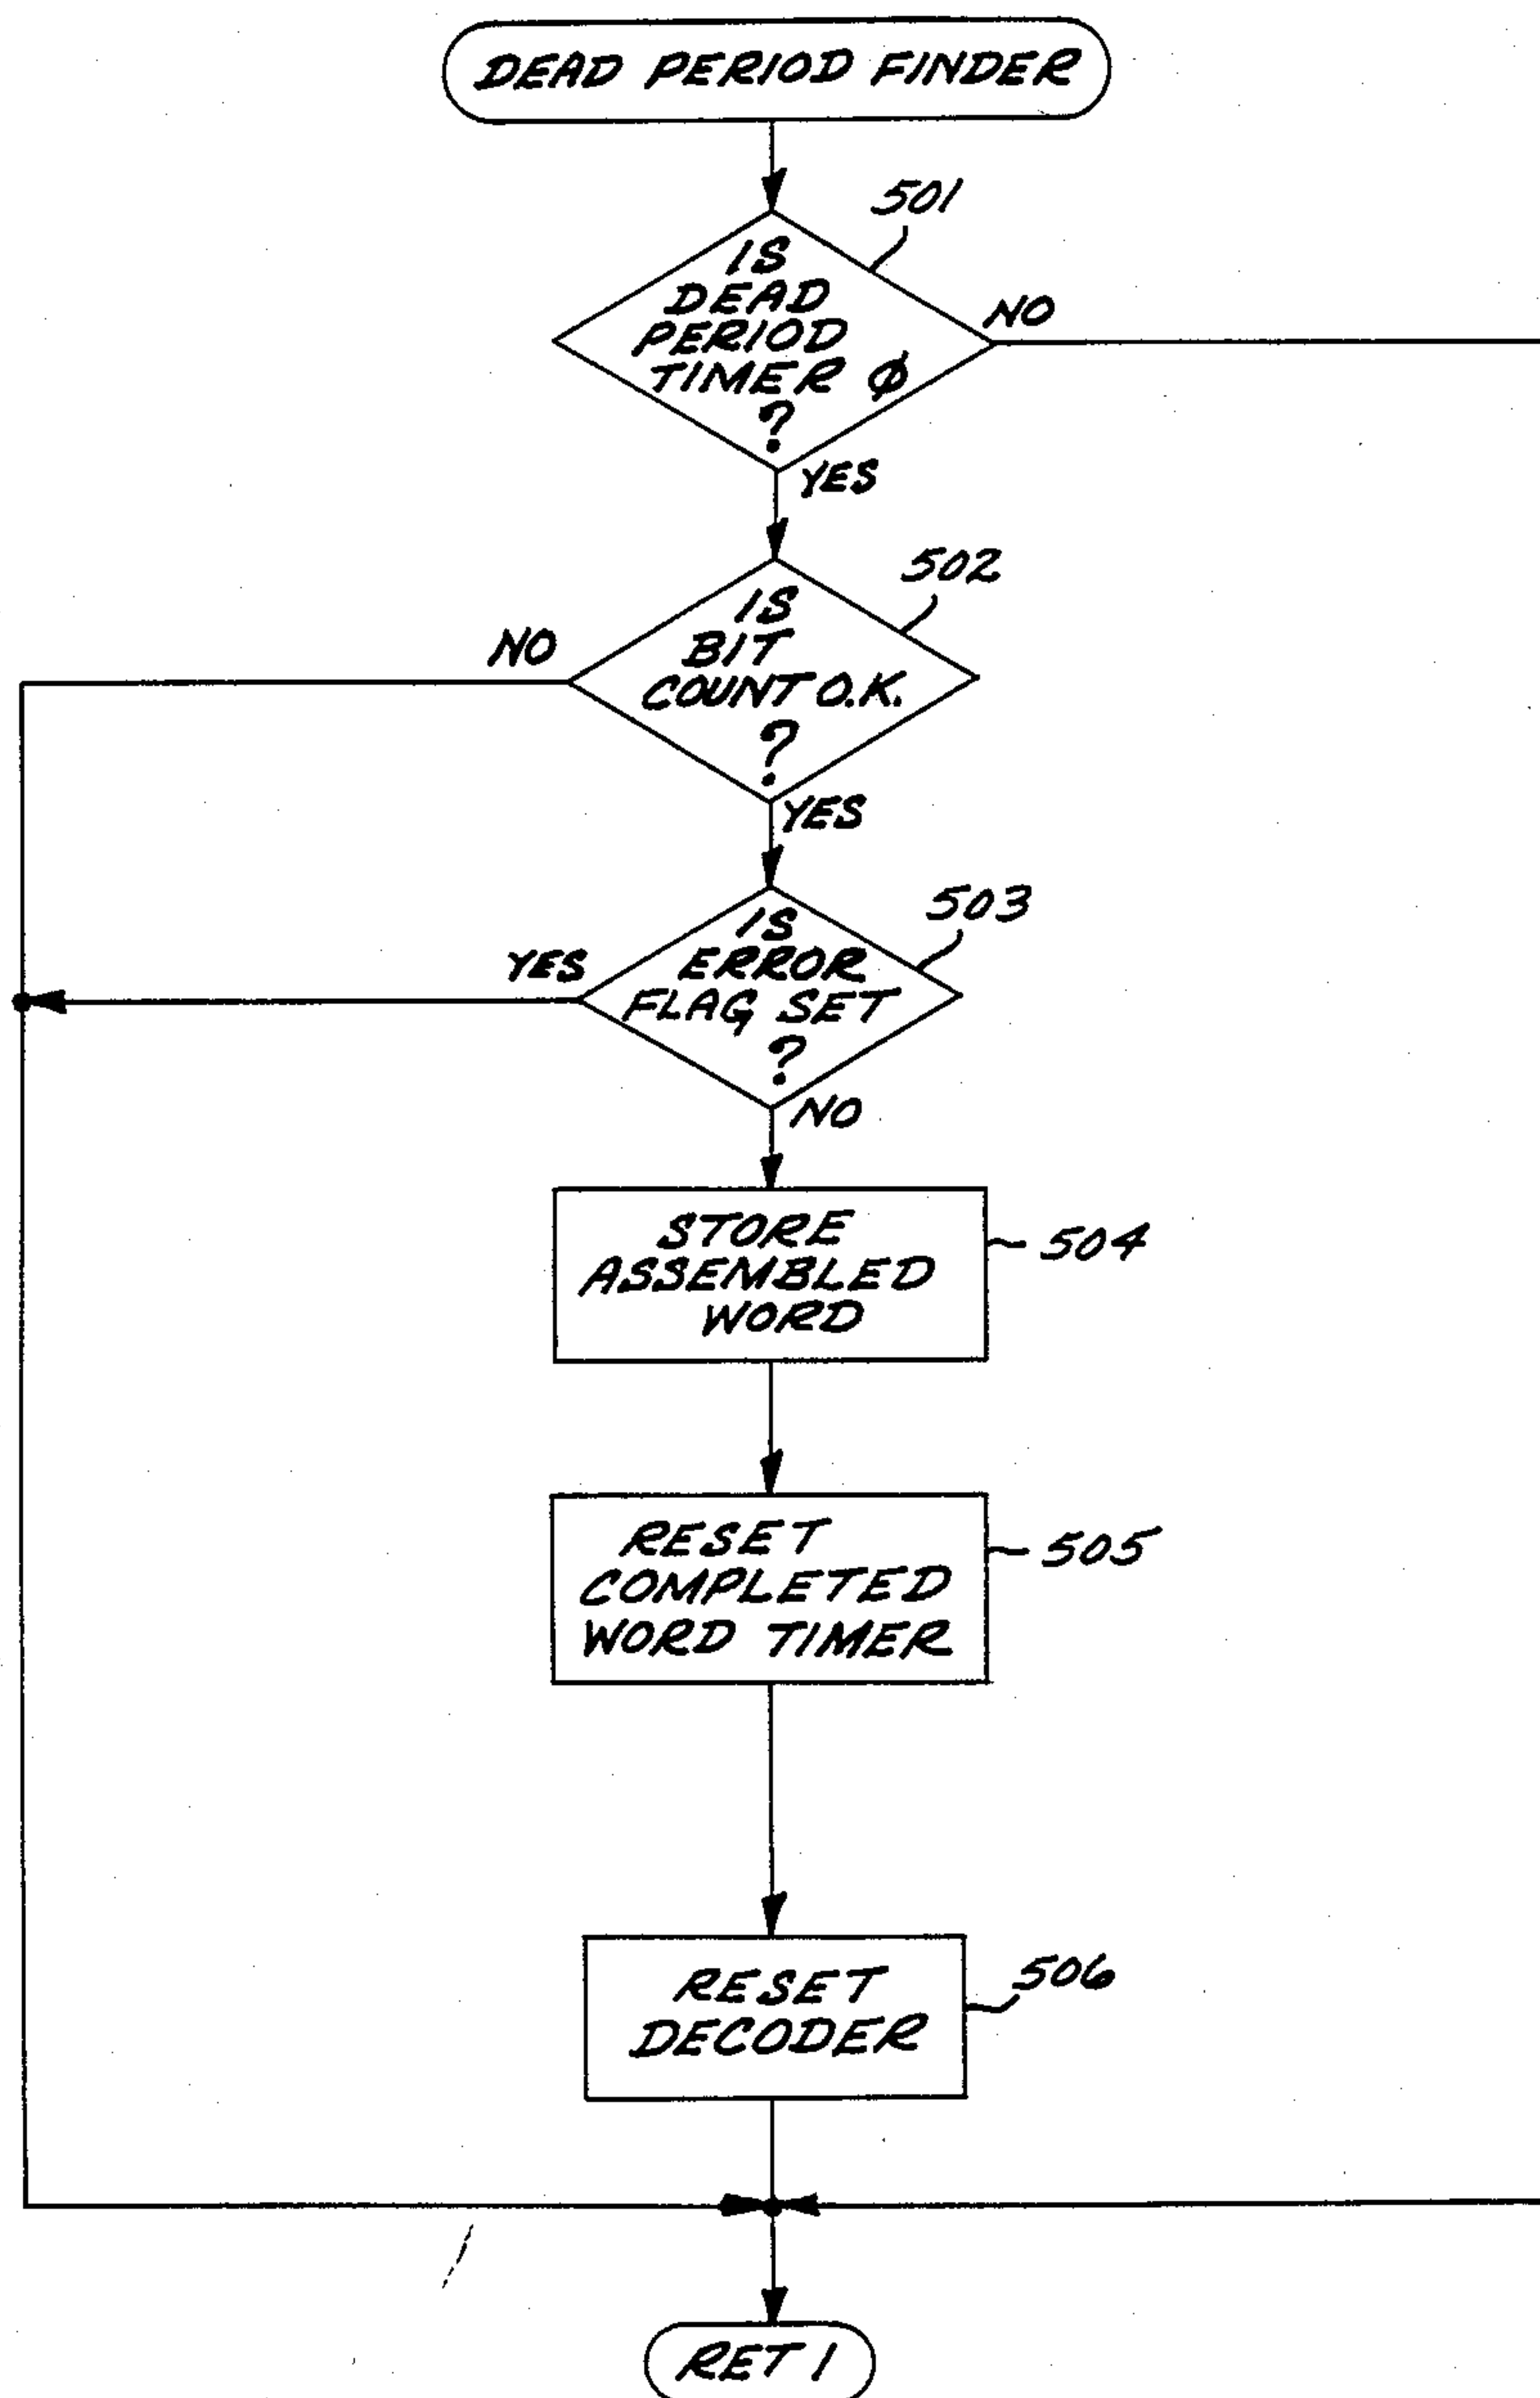 DEAD PERIOD FINDER
501
IS
DEAD
PERIOD
TIMER Ø
?
NO
YES
502
IS
BIT
COUNT O.K.
?
NO
YES
503
IS
ERROR
FLAG SET
?
YES
NO
STORE
ASSEMBLED
WORD
504
RESET
COMPLETED
WORD TIMER
505
RESET
DECODER
506
RET 1